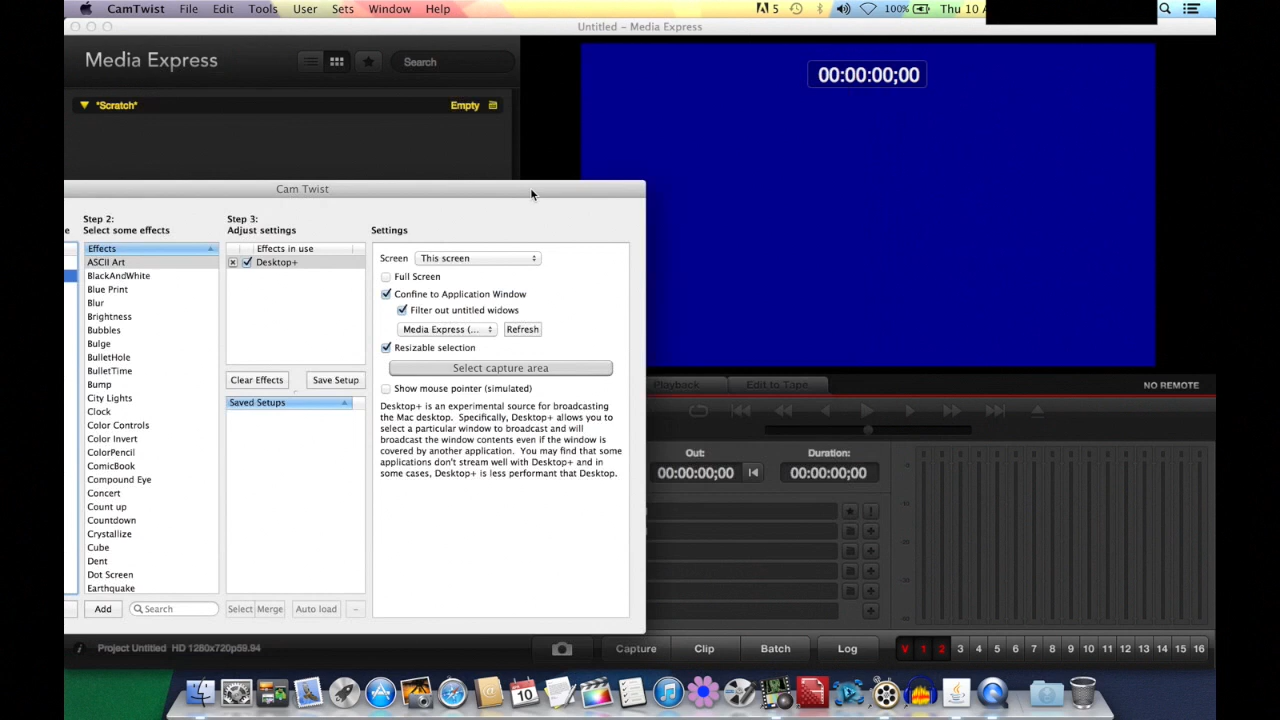 CamTwist File Edit Tools User Sets Window Help 5 100% Thu 10
Untitled – Media Express
Media Express
Search
00:00:00;00
*Scratch* Empty
Cam Twist
Step 2:
Select some effects
Step 3:
Adjust settings
Settings
Effects
ASCII Art
BlackAndWhite
Blue Print
Blur
Brightness
Bubbles
Bulge
BulletHole
BulletTime
Bump
City Lights
Clock
Color Controls
Color Invert
ColorPencil
ComicBook
Compound Eye
Concert
Count up
Countdown
Crystallize
Cube
Dent
Dot Screen
Earthquake
Add
Search
Effects in use
Desktop+
Clear Effects
Save Setup
Saved Setups
Select
Merge
Auto load
Screen This screen
Full Screen
Confine to Application Window
Filter out untitled widows
Media Express (...
Refresh
Resizable selection
Select capture area
Show mouse pointer (simulated)
Desktop+ is an experimental source for broadcasting
the Mac desktop. Specifically, Desktop+ allows you to
select a particular window to broadcast and will
broadcast the window contents even if the window is
covered by another application. You may find that some
applications don't stream well with Desktop+ and in
some cases, Desktop+ is less performant that Desktop.
Playback
Edit to Tape
NO REMOTE
Out:
00:00:00;00
Duration:
00:00:00;00
Project Untitled HD 1280x720p59.94
Capture
Clip
Batch
Log
V 1 2 3 4 5 6 7 8 9 10 11 12 13 14 15 16
10